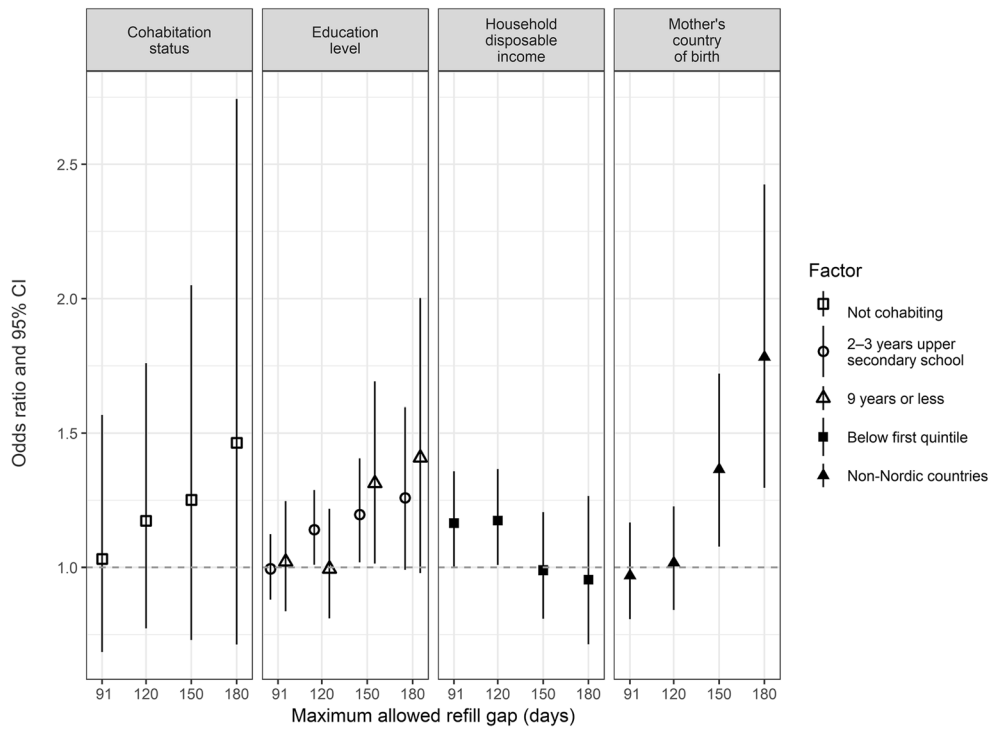 Cohabitation
status
Education
level
Household
disposable
income
Mother's
country
of birth
Odds ratio and 95% CI
2.5
2.0
1.5
1.0
91 120 150 180
91 120 150 180
91 120 150 180
91 120 150 180
Maximum allowed refill gap (days)
Factor
Not cohabiting
2–3 years upper
secondary school
9 years or less
Below first quintile
Non-Nordic countries